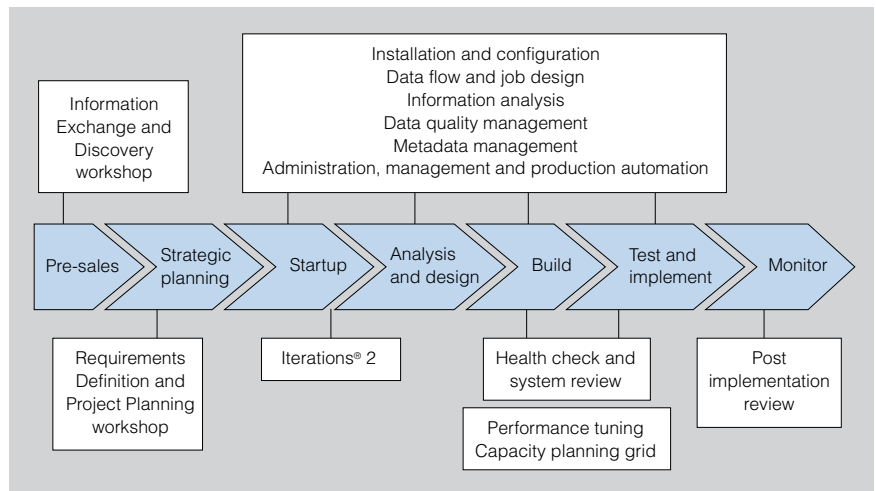 Installation and configuration
Data flow and job design
Information analysis
Data quality management
Metadata management
Administration, management and production automation
Information
Exchange and
Discovery
workshop
Pre-sales
Strategic
planning
Startup
Analysis
and design
Build
Test and
implement
Monitor
Requirements
Definition and
Project Planning
workshop
Iterations® 2
Health check and
system review
Performance tuning
Capacity planning grid
Post
implementation
review